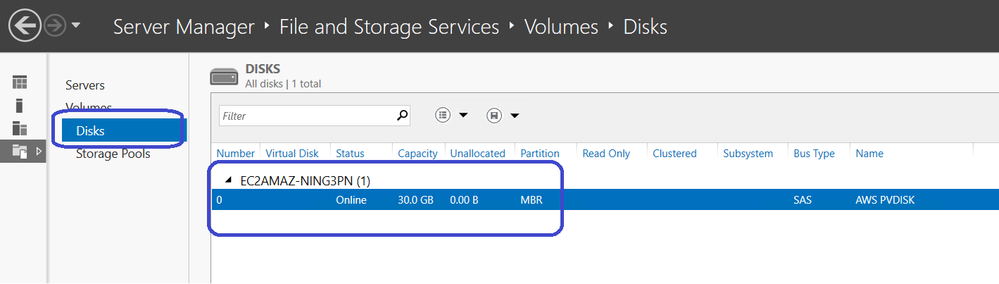 Server Manager ‣ File and Storage Services ‣ Volumes ‣ Disks
Servers
Volumes
Disks
Storage Pools
DISKS
All disks | 1 total
Filter
Number Virtual Disk Status Capacity Unallocated Partition Read Only Clustered Subsystem Bus Type Name
EC2AMAZ-NING3PN (1)
0 Online 30.0 GB 0.00 B MBR SAS AWS PVDISK